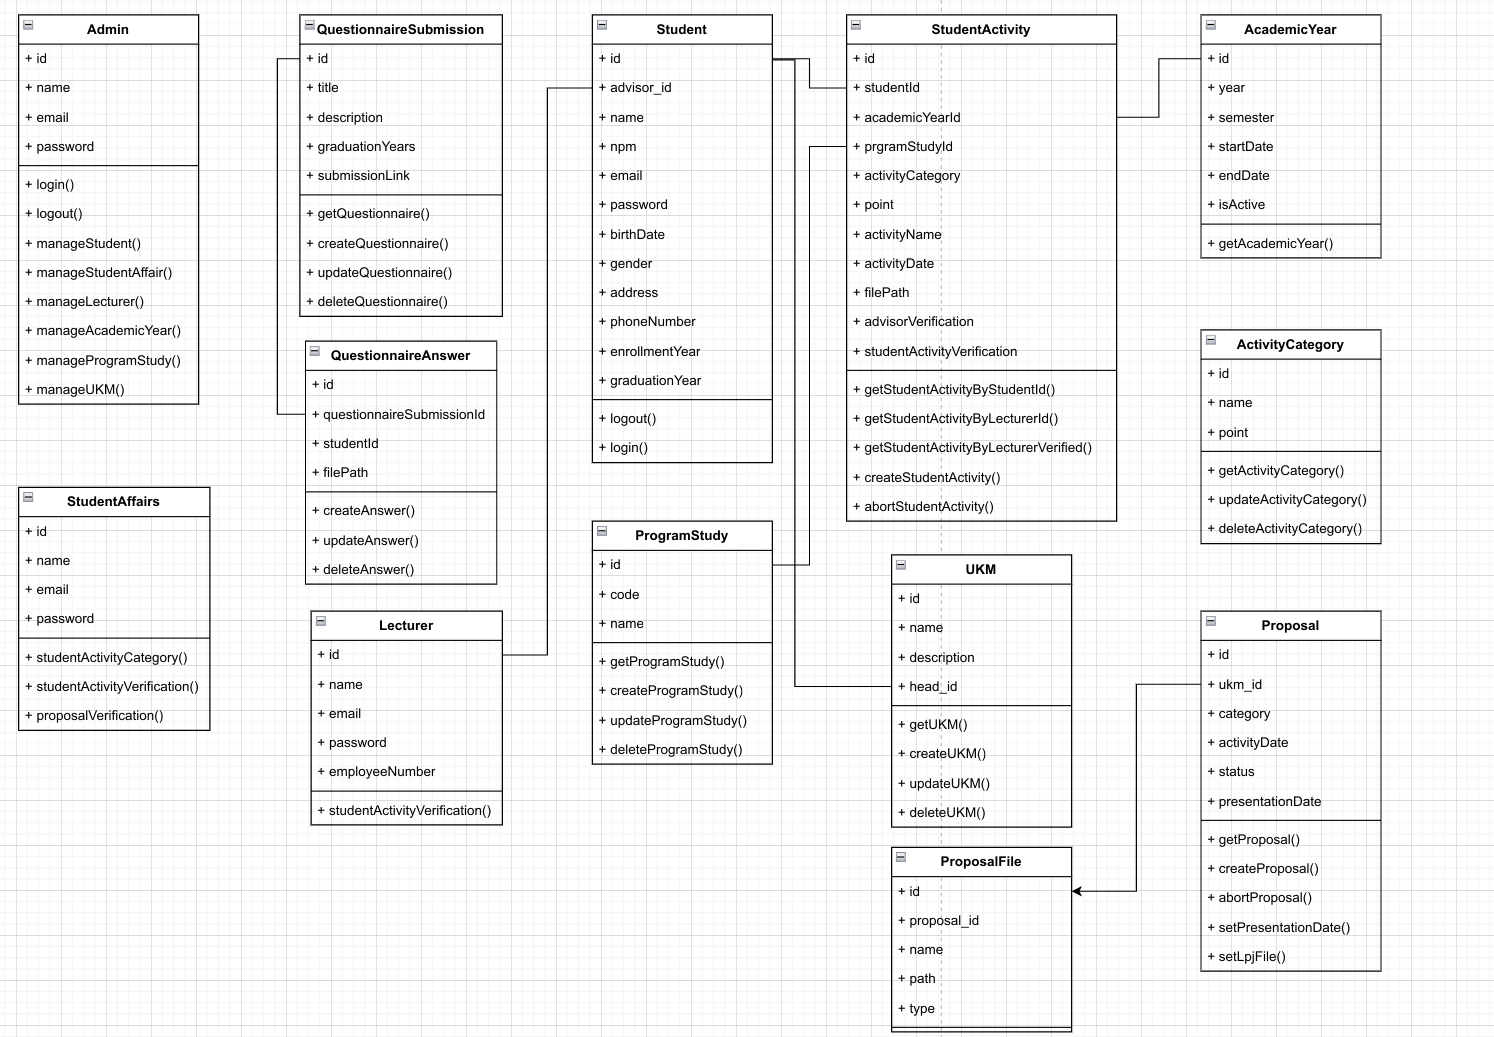 Admin
+ id
+ name
+ email
+ password
+ login()
+ logout()
+ manageStudent()
+ manageStudentAffair()
+ manageLecturer()
+ manageAcademicYear()
+ manageProgramStudy()
+ manageUKM()
StudentAffairs
+ id
+ name
+ email
+ password
+ studentActivityCategory()
+ studentActivityVerification()
+ proposalVerification()
QuestionnaireSubmission
+ id
+ title
+ description
+ graduationYears
+ submissionLink
+ getQuestionnaire()
+ createQuestionnaire()
+ updateQuestionnaire()
+ deleteQuestionnaire()
QuestionnaireAnswer
+ id
+ questionnaireSubmissionId
+ studentId
+ filePath
+ createAnswer()
+ updateAnswer()
+ deleteAnswer()
Lecturer
+ id
+ name
+ email
+ password
+ employeeNumber
+ studentActivityVerification()
Student
+ id
+ advisor_id
+ name
+ npm
+ email
+ password
+ birthDate
+ gender
+ address
+ phoneNumber
+ enrollmentYear
+ graduationYear
+ logout()
+ login()
ProgramStudy
+ id
+ code
+ name
+ getProgramStudy()
+ createProgramStudy()
+ updateProgramStudy()
+ deleteProgramStudy()
StudentActivity
+ id
+ studentId
+ academicYearId
+ prgramStudyId
+ activityCategory
+ point
+ activityName
+ activityDate
+ filePath
+ advisorVerification
+ studentActivityVerification
+ getStudentActivityByStudentId()
+ getStudentActivityByLecturerId()
+ getStudentActivityByLecturerVerified()
+ createStudentActivity()
+ abortStudentActivity()
UKM
+ id
+ name
+ description
+ head_id
+ getUKM()
+ createUKM()
+ updateUKM()
+ deleteUKM()
ProposalFile
+ id
+ proposal_id
+ name
+ path
+ type
AcademicYear
+ id
+ year
+ semester
+ startDate
+ endDate
+ isActive
+ getAcademicYear()
ActivityCategory
+ id
+ name
+ point
+ getActivityCategory()
+ updateActivityCategory()
+ deleteActivityCategory()
Proposal
+ id
+ ukm_id
+ category
+ activityDate
+ status
+ presentationDate
+ getProposal()
+ createProposal()
+ abortProposal()
+ setPresentationDate()
+ setLpjFile()